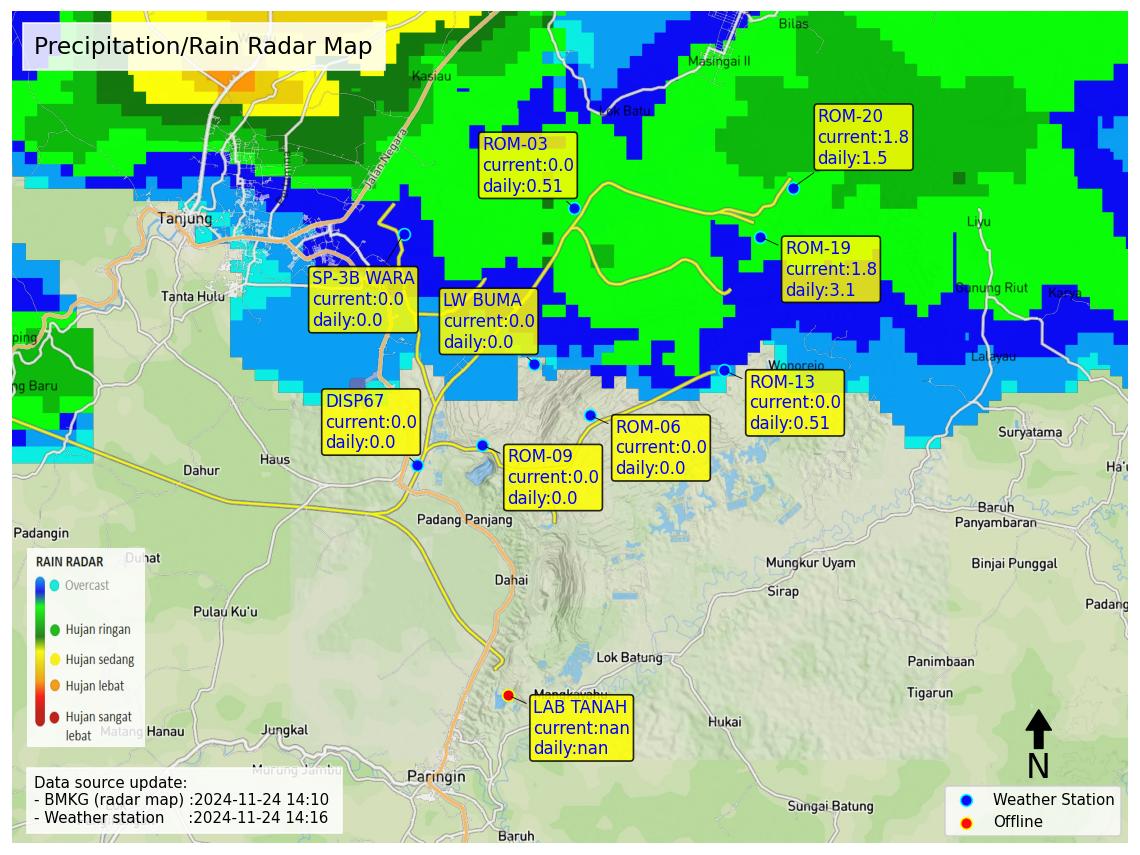 Precipitation/Rain Radar Map
Bilas
Masingai II
Kasiau
Lok Batu
Jalan Negara
ROM-20
current:1.8
daily:1.5
ROM-03
current:0.0
daily:0.51
Tanjung
Liyu
ROM-19
current:1.8
daily:3.1
SP-3B WARA
current:0.0
daily:0.0
LW BUMA
current:0.0
daily:0.0
Tanta Hulu
Gunung Riut
Karya
ping
Lalayau
Wonorejo
ng Baru
ROM-13
current:0.0
daily:0.51
DISP67
current:0.0
daily:0.0
ROM-06
current:0.0
daily:0.0
Suryatama
ROM-09
current:0.0
daily:0.0
Haus
Dahur
Ha'u
Baruh
Panyambaran
Padang Panjang
Padangin
Duhat
RAIN RADAR
Overcast
Hujan ringan
Hujan sedang
Hujan lebat
Hujan sangat
lebat
Mungkur Uyam
Binjai Punggal
Dahai
Sirap
Padang
Pulau Ku'u
Lok Batung
Panimbaan
Tigarun
Mangkayahu
LAB TANAH
current:nan
daily:nan
Hukai
Matang Hanau
Jungkal
Murung Jambu
Paringin
N
Data source update:
- BMKG (radar map) :2024-11-24 14:10
- Weather station :2024-11-24 14:16
Sungai Batung
Baruh
Weather Station
Offline